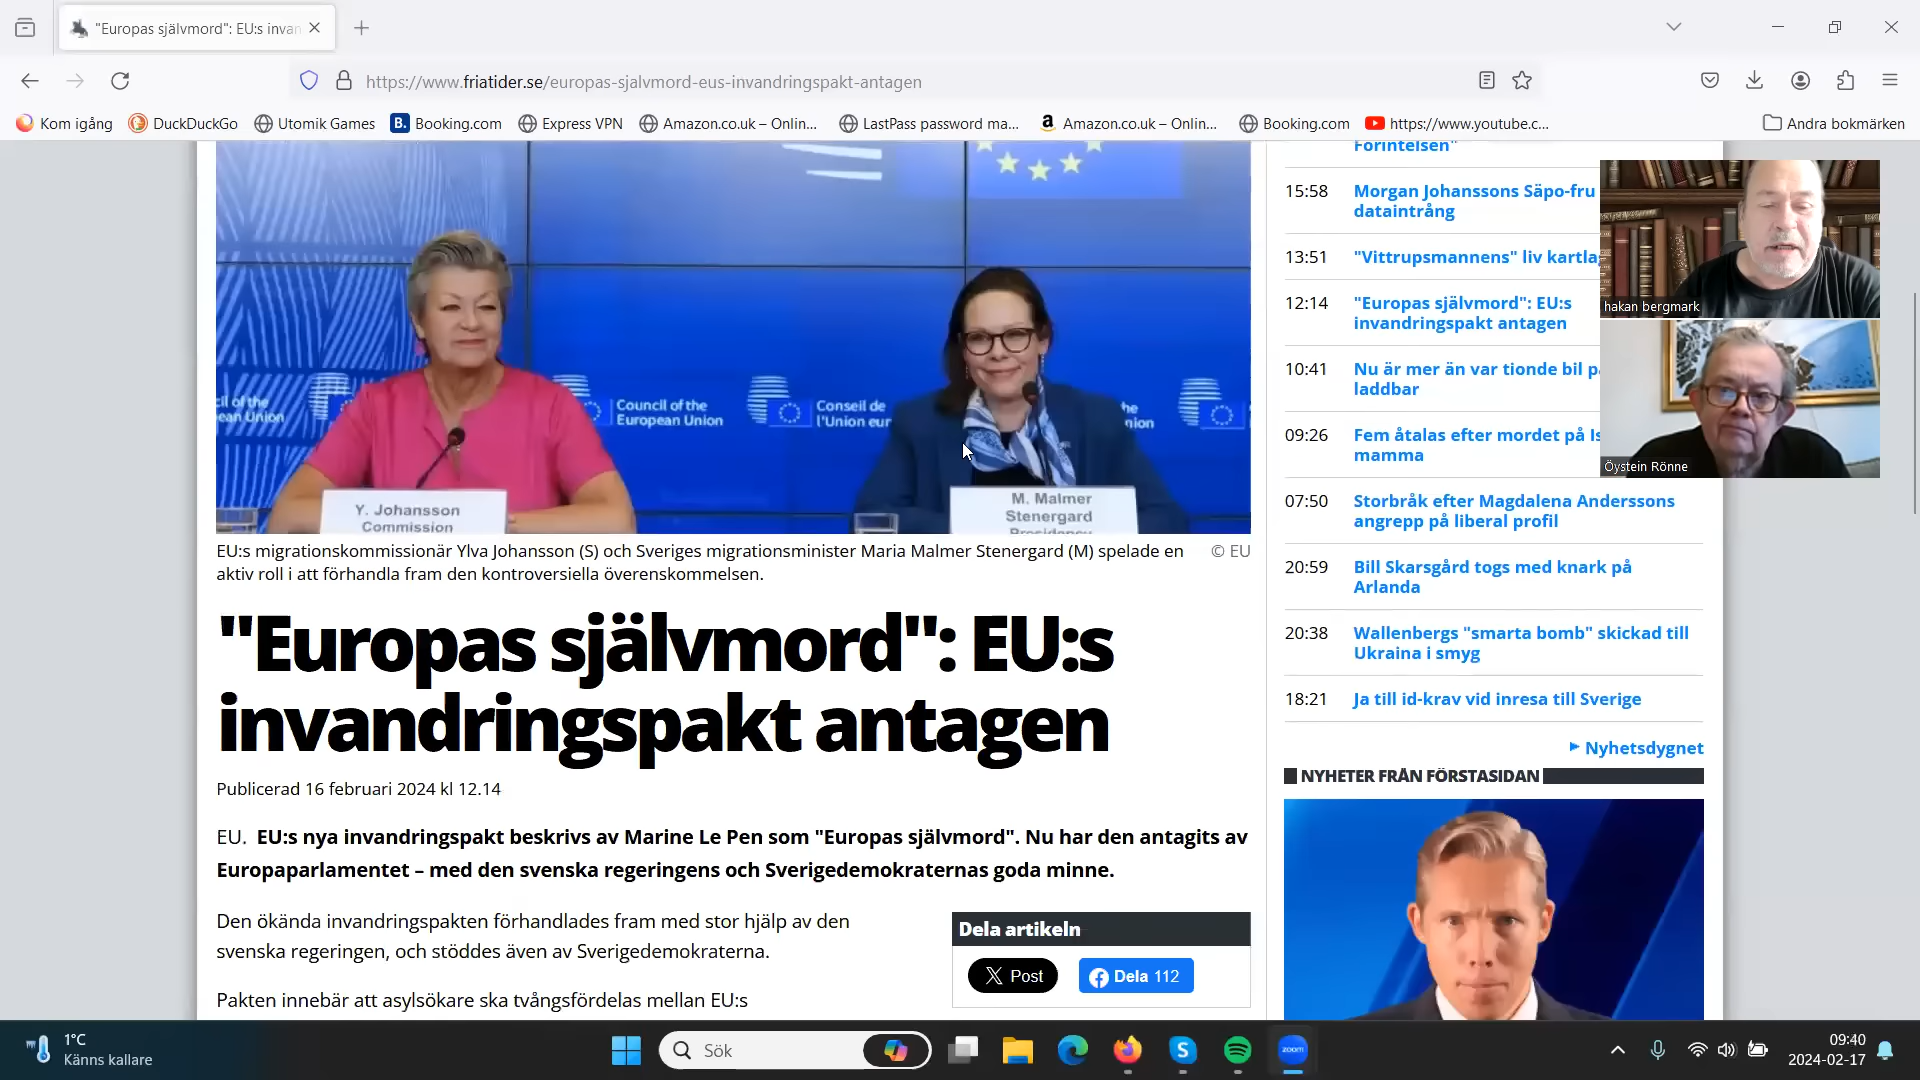 "Europas självmord": EU:s invan
https://www.friatider.se/europas-sjalvmord-eus-invandringspakt-antagen
Kom igång
DuckDuckGo
Utomik Games
B.
Booking.com
Express VPN
Amazon.co.uk – Onlin...
LastPass password ma...
a
Amazon.co.uk – Onlin...
Booking.com
https://www.youtube.c...
Andra bokmärken
Council of the
European Union
Conseil de
l'Union eur
Y. Johansson
Commission
M. Malmer
Stenergard
Presidency
EU:s migrationskommissionär Ylva Johansson (S) och Sveriges migrationsminister Maria Malmer Stenergard (M) spelade en
aktiv roll i att förhandla fram den kontroversiella överenskommelsen.
© EU
"Europas självmord": EU:s
invandringspakt antagen
Publicerad 16 februari 2024 kl 12.14
EU. EU:s nya invandringspakt beskrivs av Marine Le Pen som "Europas självmord". Nu har den antagits av
Europaparlamentet – med den svenska regeringens och Sverigedemokraternas goda minne.
Den ökända invandringspakten förhandlades fram med stor hjälp av den
svenska regeringen, och stöddes även av Sverigedemokraterna.
Pakten innebär att asylsökare ska tvångsfördelas mellan EU:s
Dela artikeln
Post
Dela 112
Förintelsen"
15:58 Morgan Johanssons Säpo-fru
dataintrång
13:51 "Vittrupsmannens" liv kartla
12:14 "Europas självmord": EU:s
invandringspakt antagen
10:41 Nu är mer än var tionde bil p
laddbar
09:26 Fem åtalas efter mordet på Is
mamma
07:50 Storbråk efter Magdalena Anderssons
angrepp på liberal profil
20:59 Bill Skarsgård togs med knark på
Arlanda
20:38 Wallenbergs "smarta bomb" skickad till
Ukraina i smyg
18:21 Ja till id-krav vid inresa till Sverige
Nyhetsdygnet
NYHETER FRÅN FÖRSTASIDAN
hakan bergmark
Öystein Rönne
1°C
Känns kallare
Sök
zoom
09:40
2024-02-17